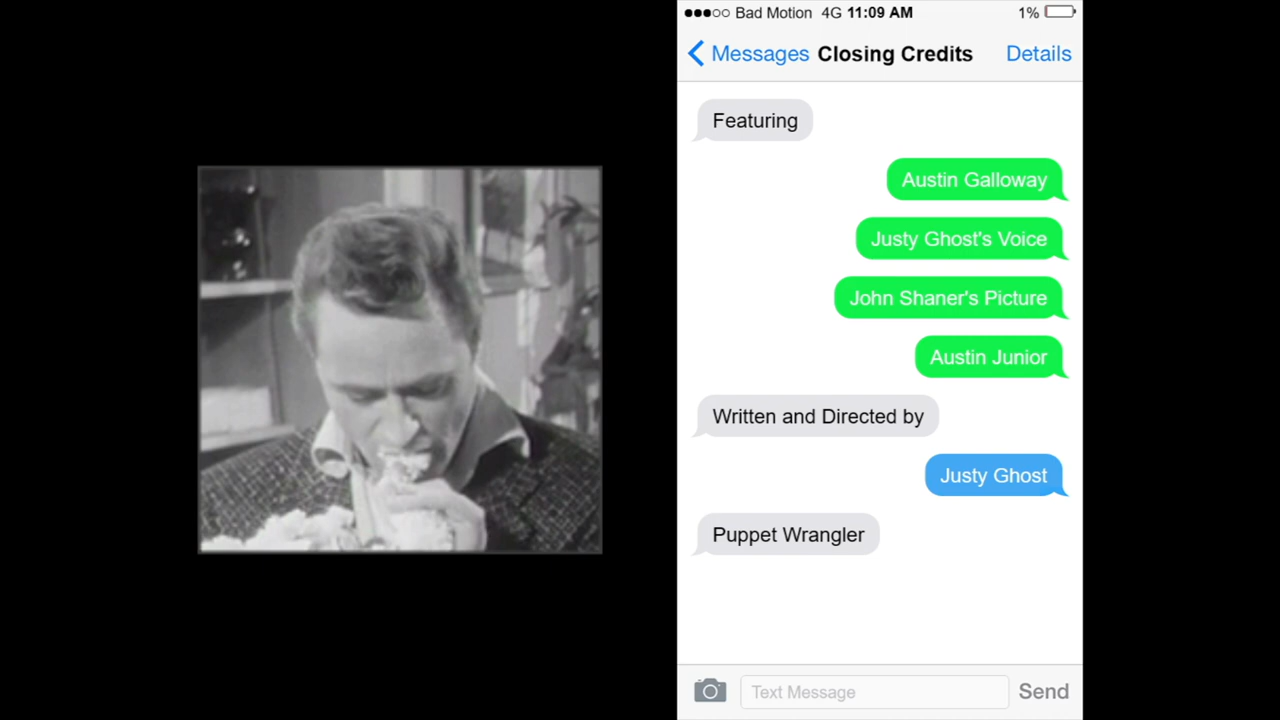 Bad Motion 4G 11:09 AM 1%
Messages Closing Credits Details
Featuring
Austin Galloway
Justy Ghost's Voice
John Shaner's Picture
Austin Junior
Written and Directed by
Justy Ghost
Puppet Wrangler
Text Message Send